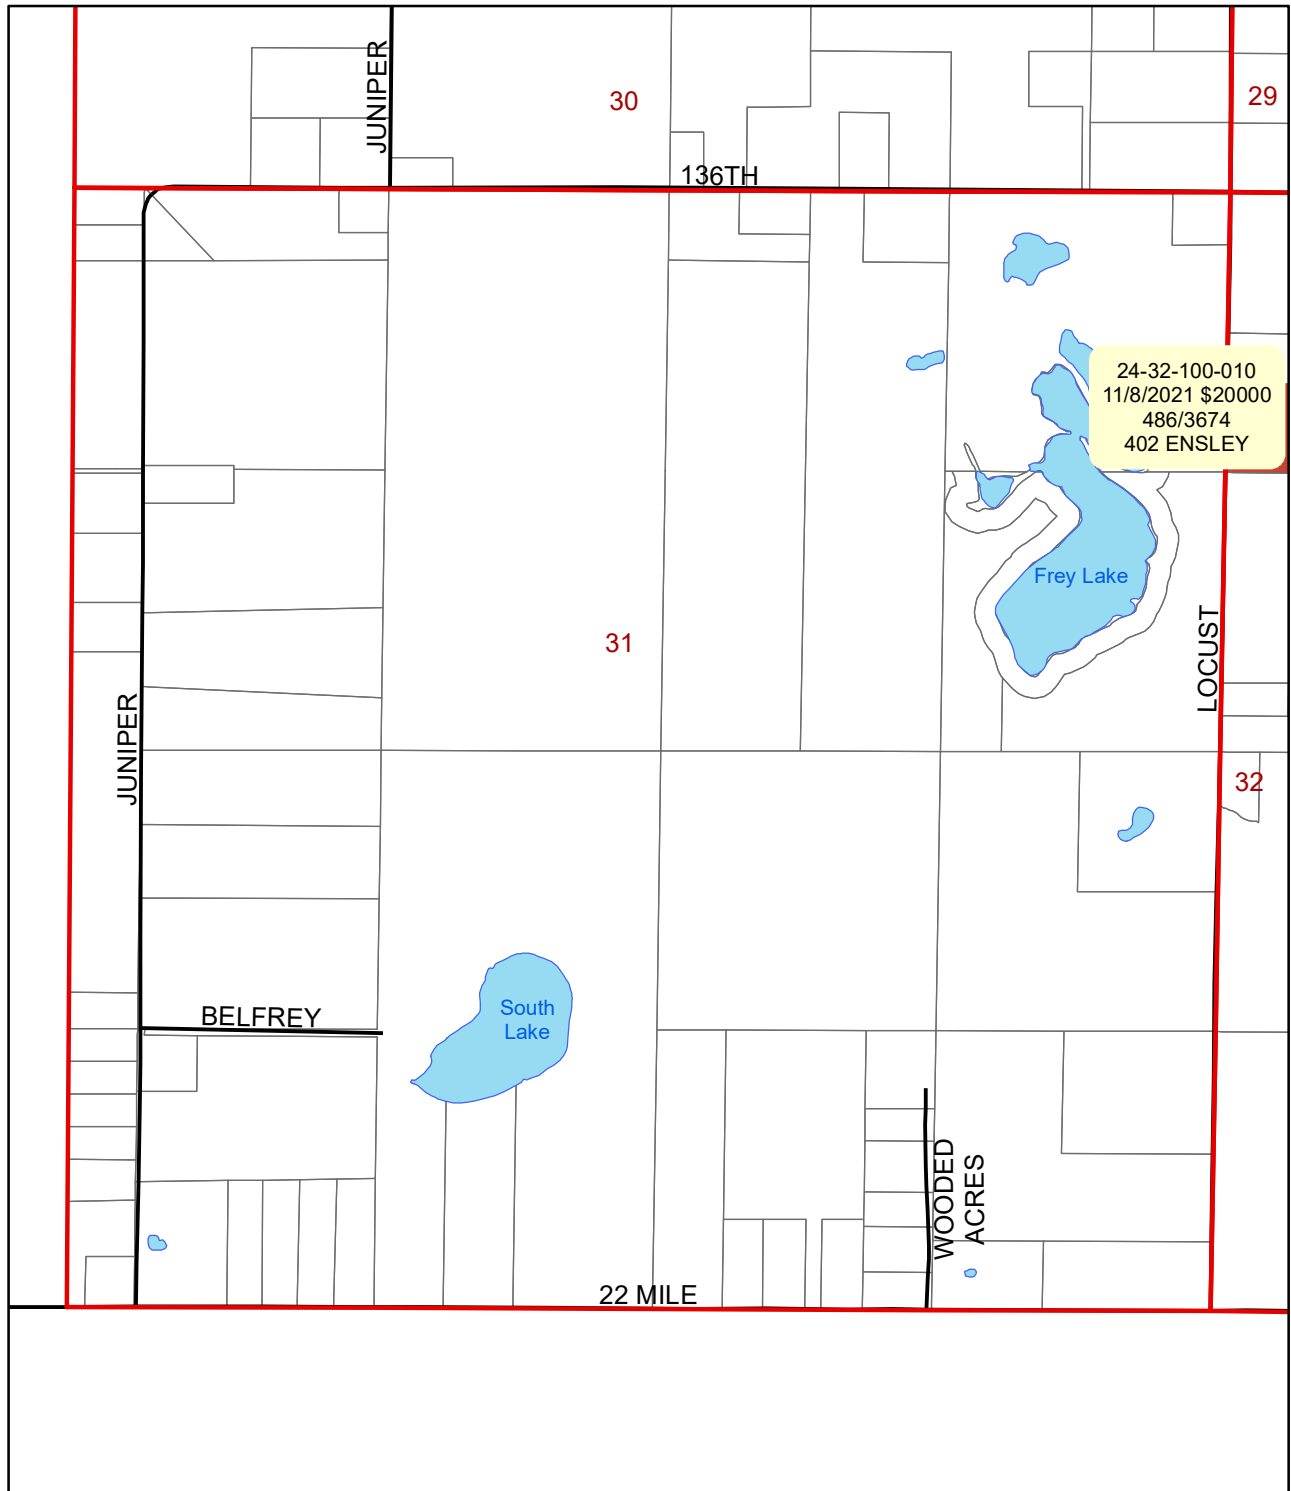 JUNIPER
30
29
136TH
24-32-100-010
11/8/2021 $20000
486/3674
402 ENSLEY
Frey Lake
31
LOCUST
JUNIPER
32
South
Lake
BELFREY
WOODED
ACRES
22 MILE